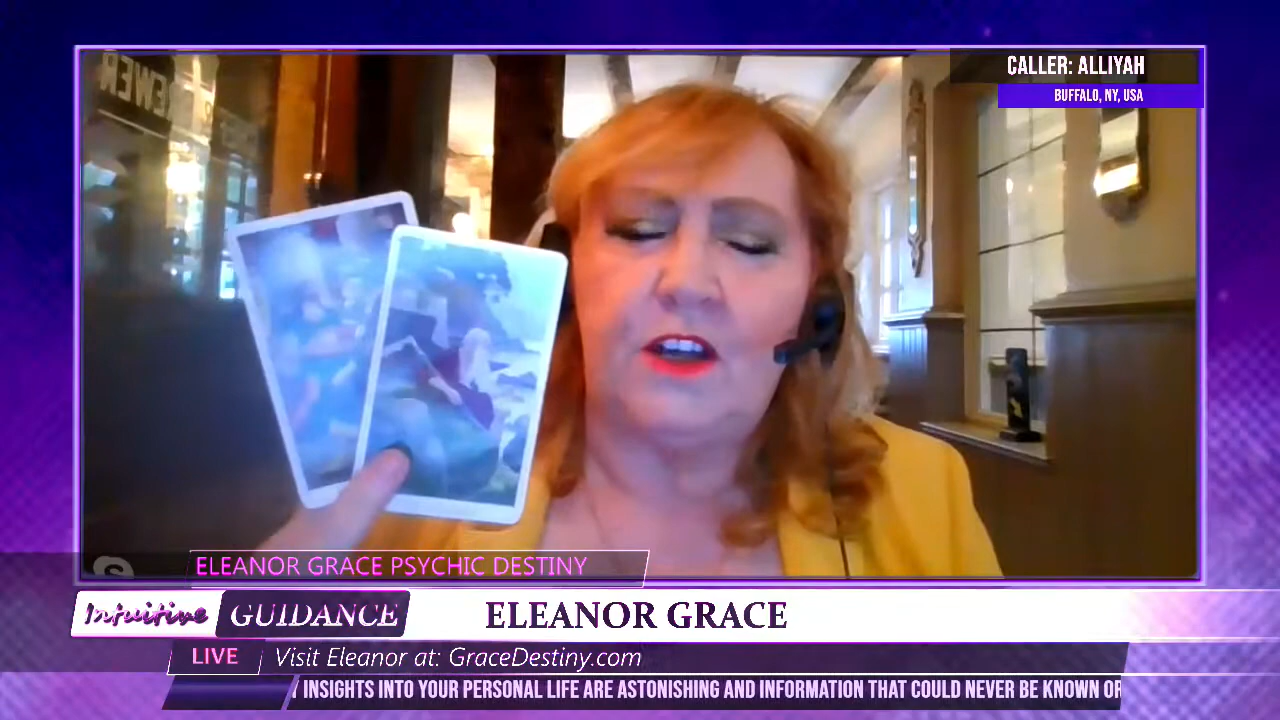 CALLER: ALLIYAH
BUFFALO, NY, USA
ELEANOR GRACE PSYCHIC DESTINY
Intuitive GUIDANCE
ELEANOR GRACE
LIVE
Visit Eleanor at: GraceDestiny.com
INSIGHTS INTO YOUR PERSONAL LIFE ARE ASTONISHING AND INFORMATION THAT COULD NEVER BE KNOWN